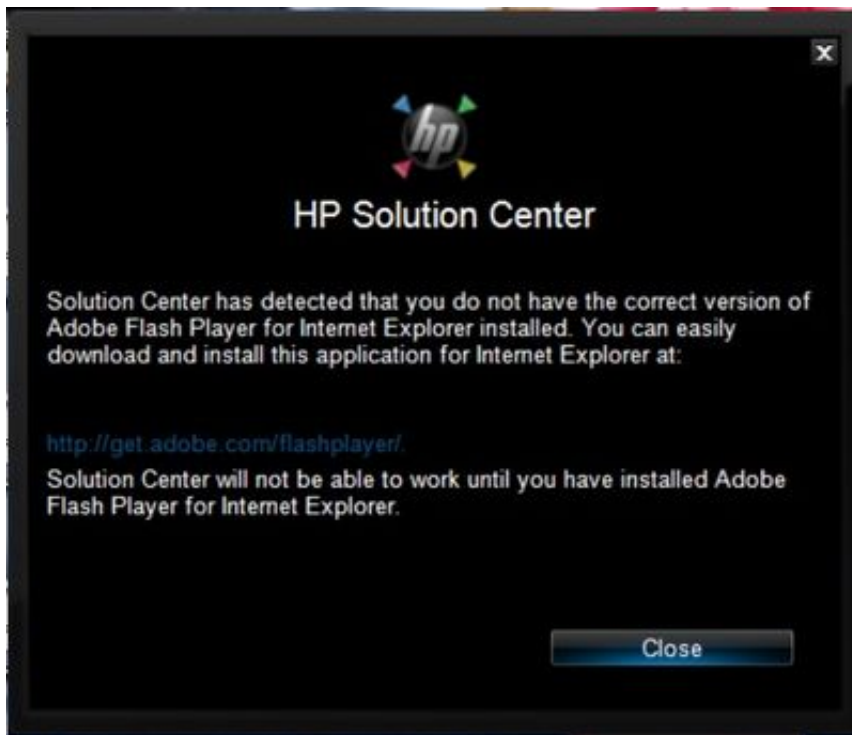 X
hp
HP Solution Center
Solution Center has detected that you do not have the correct version of
Adobe Flash Player for Internet Explorer installed. You can easily
download and install this application for Internet Explorer at:
http://get.adobe.com/flashplayer/.
Solution Center will not be able to work until you have installed Adobe
Flash Player for Internet Explorer.
Close